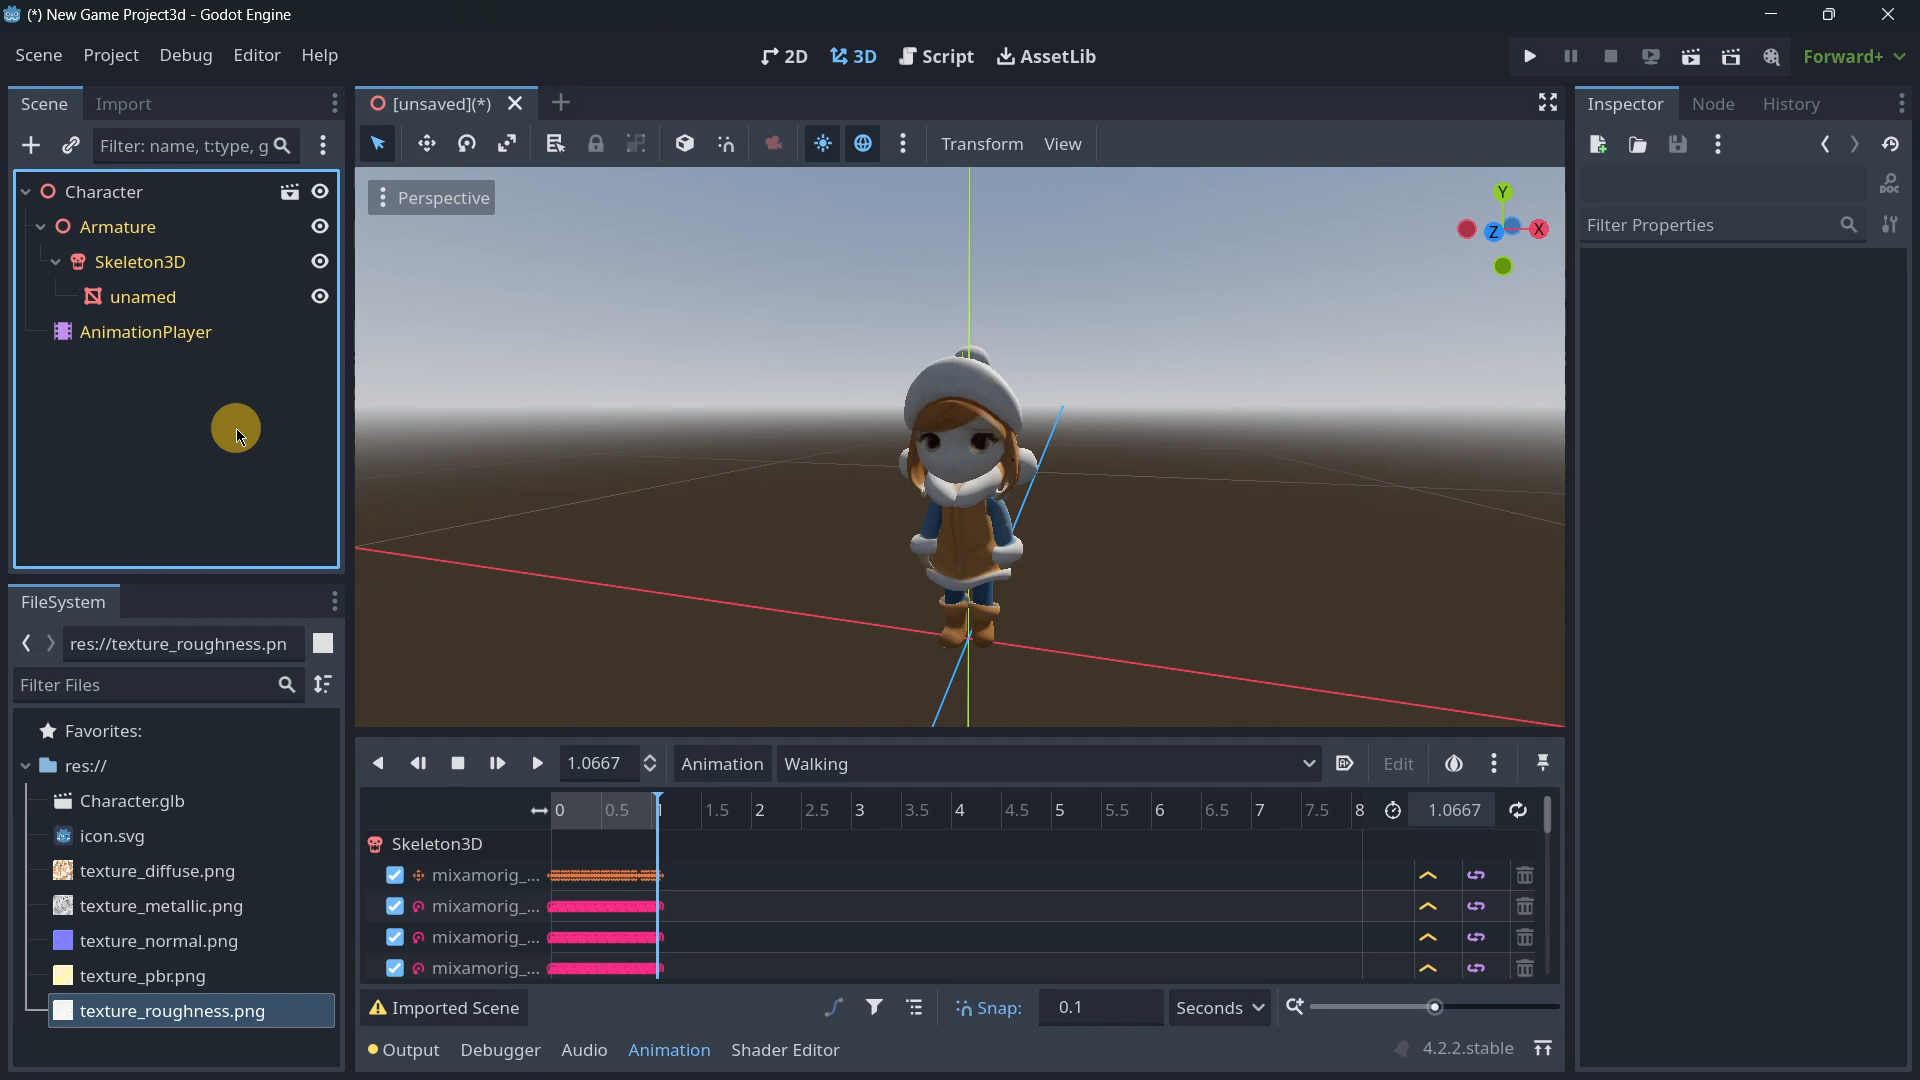 (*) New Game Project3d - Godot Engine
Scene Project Debug Editor Help
2D 3D Script AssetLib
Forward+
Scene Import
[unsaved](*)
Inspector Node History
Filter: name, t:type, g
Transform View
Character
Armature
Skeleton3D
unamed
AnimationPlayer
Perspective
Y
Z
X
DOC
Filter Properties
FileSystem
res://texture_roughness.pn
Filter Files
Favorites:
res://
Character.glb
icon.svg
texture_diffuse.png
texture_metallic.png
texture_normal.png
texture_pbr.png
texture_roughness.png
1.0667 Animation Walking Edit
0 0.5 1 1.5 2 2.5 3 3.5 4 4.5 5 5.5 6 6.5 7 7.5 8 1.0667
Skeleton3D
mixamorig_...
mixamorig_...
mixamorig_...
mixamorig_...
Imported Scene
Snap: 0.1 Seconds
Output Debugger Audio Animation Shader Editor
4.2.2.stable